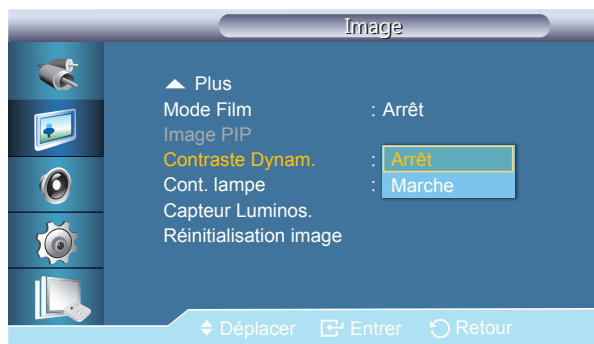 Image
Plus
Mode Film : Arrêt
Image PIP
Contraste Dynam. : Arrêt
Cont. lampe : Marche
Capteur Luminos.
Réinitialisation image
Déplacer Entrer Retour